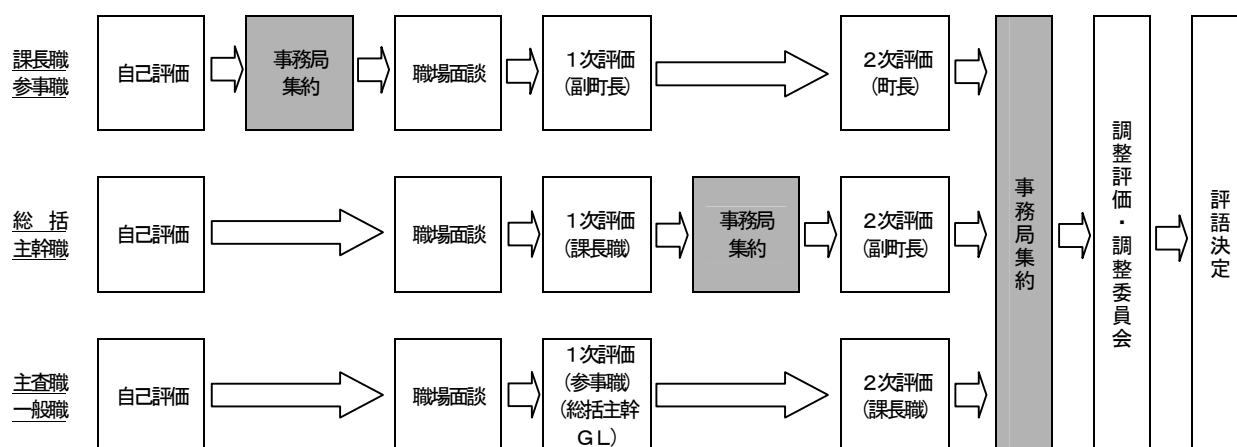 課長職
参事職
自己評価
事務局
集約
職場面談
1次評価
(副町長)
2次評価
(町長)
総　括
主幹職
自己評価
職場面談
1次評価
(課長職)
事務局
集約
2次評価
(副町長)
主査職
一般職
自己評価
職場面談
1次評価
(参事職)
(総括主幹
ＧＬ)
2次評価
(課長職)
事務局集約
調整評価・調整委員会
評語決定